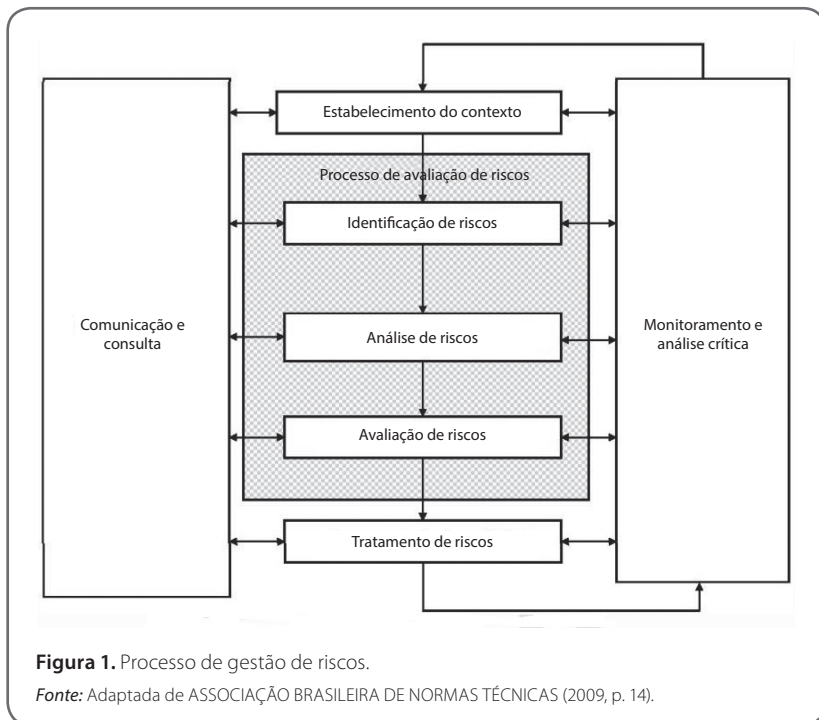 Estabelecimento do contexto
Processo de avaliação de riscos
Identificação de riscos
Comunicação e
consulta
Análise de riscos
Monitoramento e
análise crítica
Avaliação de riscos
Tratamento de riscos
Figura 1. Processo de gestão de riscos.
Fonte: Adaptada de ASSOCIAÇÃO BRASILEIRA DE NORMAS TÉCNICAS (2009, p. 14).